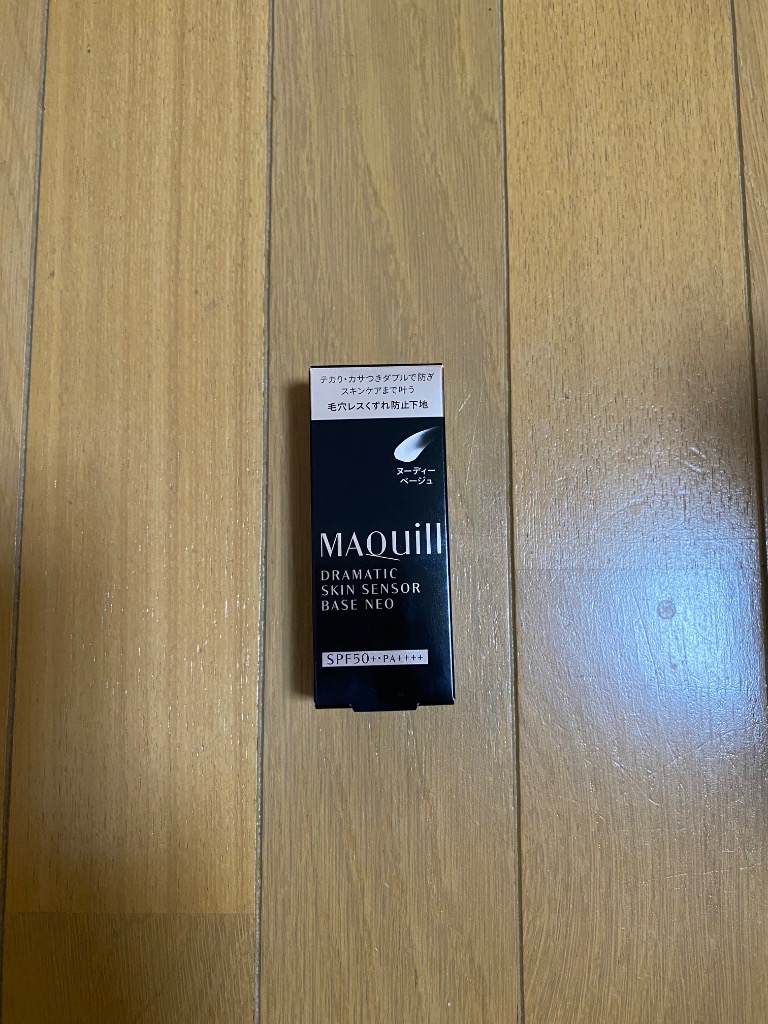 テカり・カサつきダブルで防ぎ
スキンケアまで叶う
毛穴レスくずれ防止下地
ヌーディー
ベージュ
MAQuill
DRAMATIC
SKIN SENSOR
BASE NEO
SPF50+・PA++++